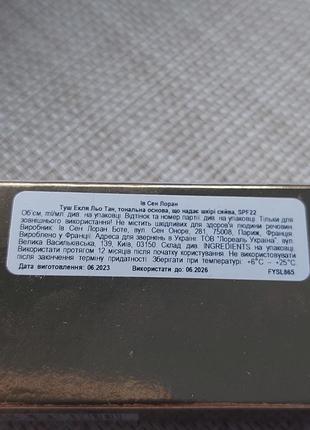 Ів Сен Лоран
Туш Екля Льо Тан, тональна основа, що надає шкірі сяйва, SPF22
Об'єм, ml/мл див. на упаковці. Відтінок та номер партії див. на упаковці. Тільки для
зовнішнього використання! Не містить шкідливих для здоров'я людини речовин
Виробник: Ів Сен Лоран Боте, вул. Сен Оноре, 281, 75008, Париж, Франція
Вироблено у Франції. Адреса для звернень в Україні: ТОВ "Лореаль Україна", вул.
Велика Васильківська, 139, Київ, 03150. Склад див. INGREDIENTS на упаковці.
Використати протягом 12 місяців після початку користування. Не використовувати
після закінчення терміну придатності. Зберігати при температурі: +6°C – +25°C.
Дата виготовлення: 06.2023 Використати до: 06.2026
FYSL865